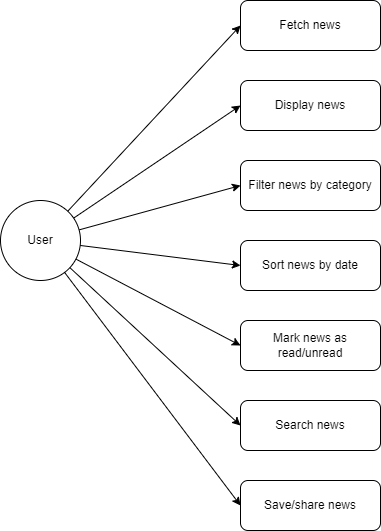 Fetch news
Display news
Filter news by category
User
Sort news by date
Mark news as
read/unread
Search news
Save/share news